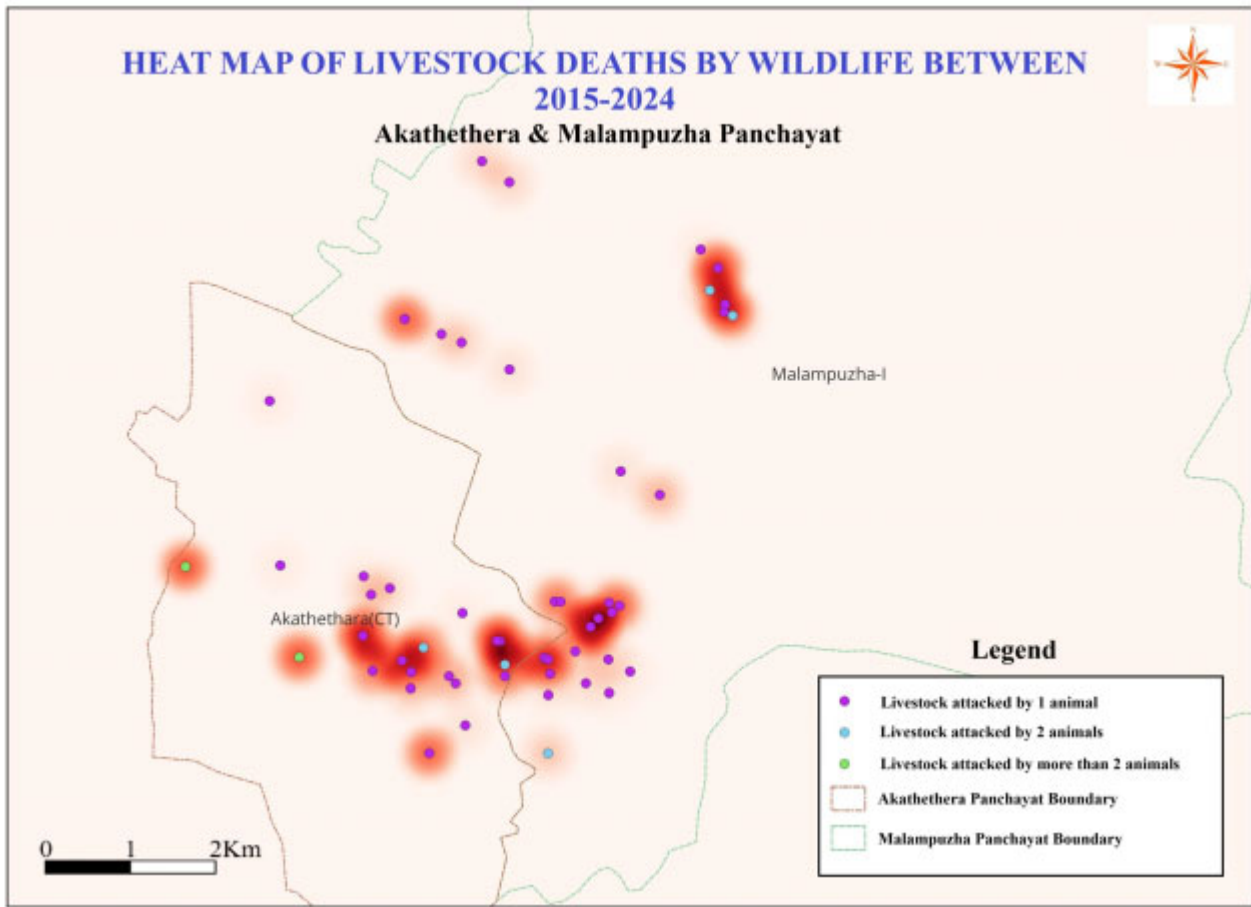 HEAT MAP OF LIVESTOCK DEATHS BY WILDLIFE BETWEEN
2015-2024
Akathethera & Malampuzha Panchayat
N
Malampuzha-I
Akathethara(CT)
Legend
Livestock attacked by 1 animal
Livestock attacked by 2 animals
Livestock attacked by more than 2 animals
Akathethera Panchayat Boundary
Malampuzha Panchayat Boundary
0 1 2Km